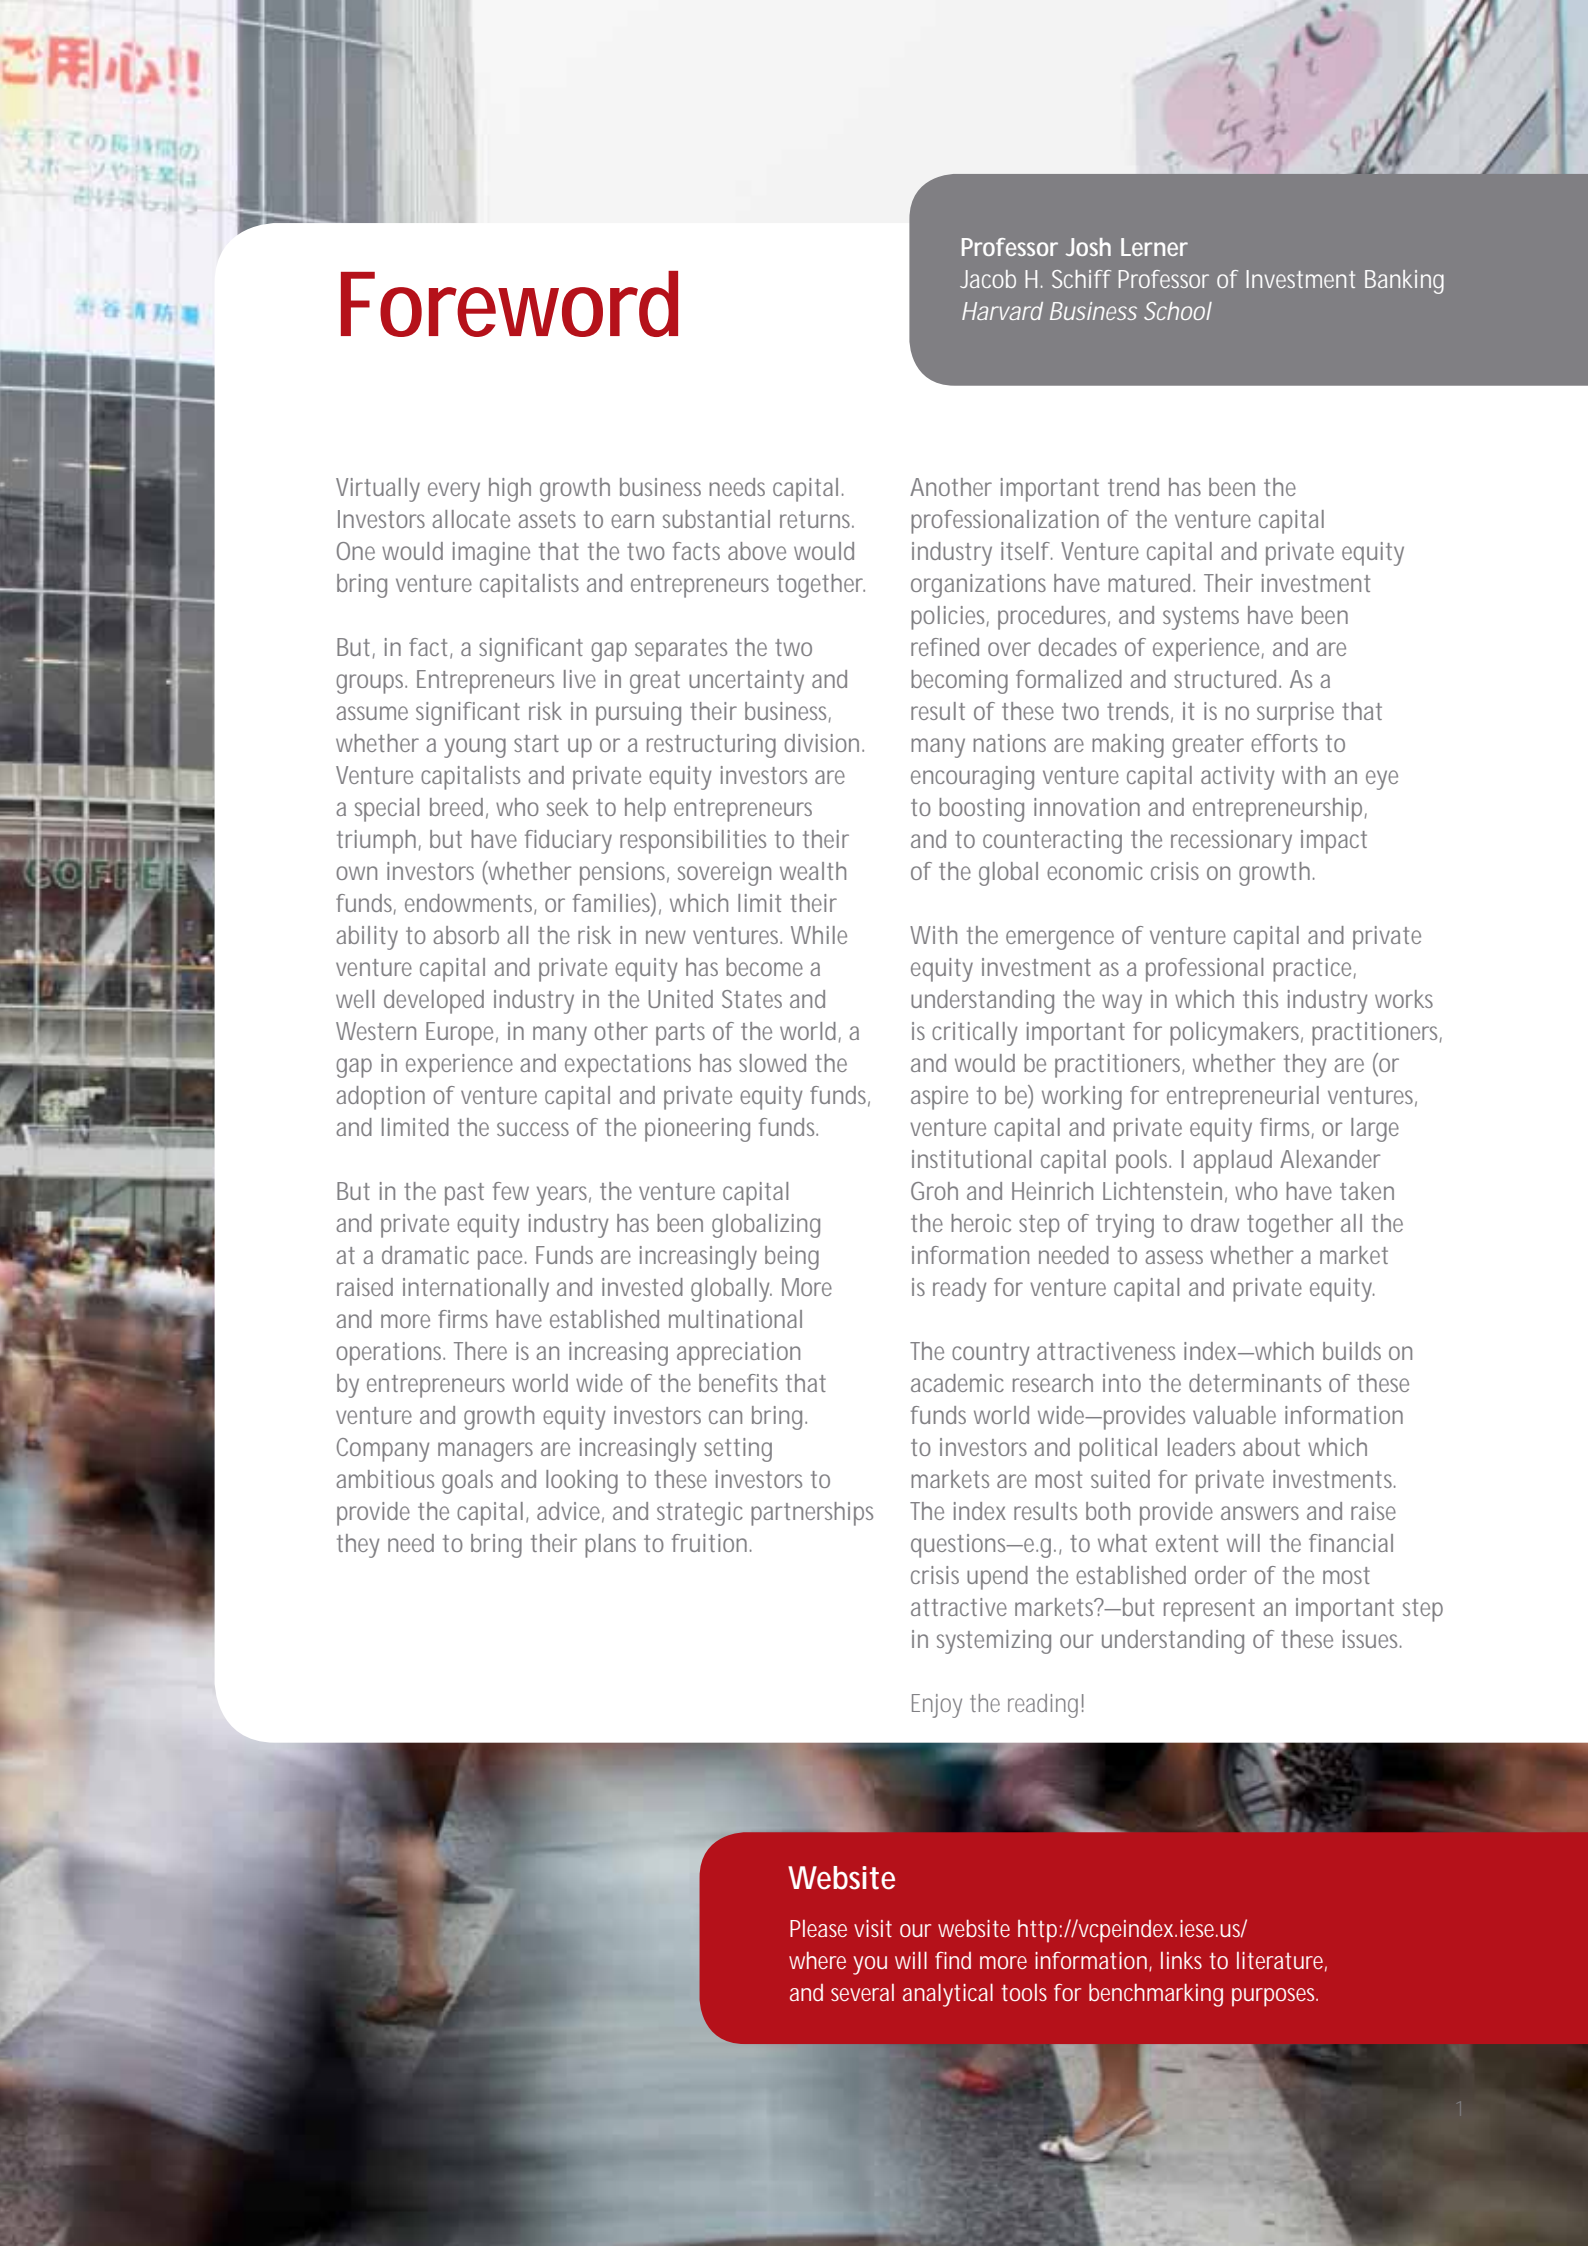 ご用心!!
での長時間の
スポーツや作業は
避けましょう
渋谷消防署
心
COFFEE
Foreword
Professor Josh Lerner
Jacob H. Schiff Professor of Investment Banking
Harvard Business School
Virtually every high growth business needs capital.
Investors allocate assets to earn substantial returns.
One would imagine that the two facts above would
bring venture capitalists and entrepreneurs together.
But, in fact, a significant gap separates the two
groups. Entrepreneurs live in great uncertainty and
assume significant risk in pursuing their business,
whether a young start up or a restructuring division.
Venture capitalists and private equity investors are
a special breed, who seek to help entrepreneurs
triumph, but have fiduciary responsibilities to their
own investors (whether pensions, sovereign wealth
funds, endowments, or families), which limit their
ability to absorb all the risk in new ventures. While
venture capital and private equity has become a
well developed industry in the United States and
Western Europe, in many other parts of the world, a
gap in experience and expectations has slowed the
adoption of venture capital and private equity funds,
and limited the success of the pioneering funds.
But in the past few years, the venture capital
and private equity industry has been globalizing
at a dramatic pace. Funds are increasingly being
raised internationally and invested globally. More
and more firms have established multinational
operations. There is an increasing appreciation
by entrepreneurs world wide of the benefits that
venture and growth equity investors can bring.
Company managers are increasingly setting
ambitious goals and looking to these investors to
provide the capital, advice, and strategic partnerships
they need to bring their plans to fruition.
Another important trend has been the
professionalization of the venture capital
industry itself. Venture capital and private equity
organizations have matured. Their investment
policies, procedures, and systems have been
refined over decades of experience, and are
becoming formalized and structured. As a
result of these two trends, it is no surprise that
many nations are making greater efforts to
encouraging venture capital activity with an eye
to boosting innovation and entrepreneurship,
and to counteracting the recessionary impact
of the global economic crisis on growth.
With the emergence of venture capital and private
equity investment as a professional practice,
understanding the way in which this industry works
is critically important for policymakers, practitioners,
and would be practitioners, whether they are (or
aspire to be) working for entrepreneurial ventures,
venture capital and private equity firms, or large
institutional capital pools. I applaud Alexander
Groh and Heinrich Lichtenstein, who have taken
the heroic step of trying to draw together all the
information needed to assess whether a market
is ready for venture capital and private equity.
The country attractiveness index—which builds on
academic research into the determinants of these
funds world wide—provides valuable information
to investors and political leaders about which
markets are most suited for private investments.
The index results both provide answers and raise
questions—e.g., to what extent will the financial
crisis upend the established order of the most
attractive markets?—but represent an important step
in systemizing our understanding of these issues.
Enjoy the reading!
Website
Please visit our website http://vcpeindex.iese.us/
where you will find more information, links to literature,
and several analytical tools for benchmarking purposes.
1